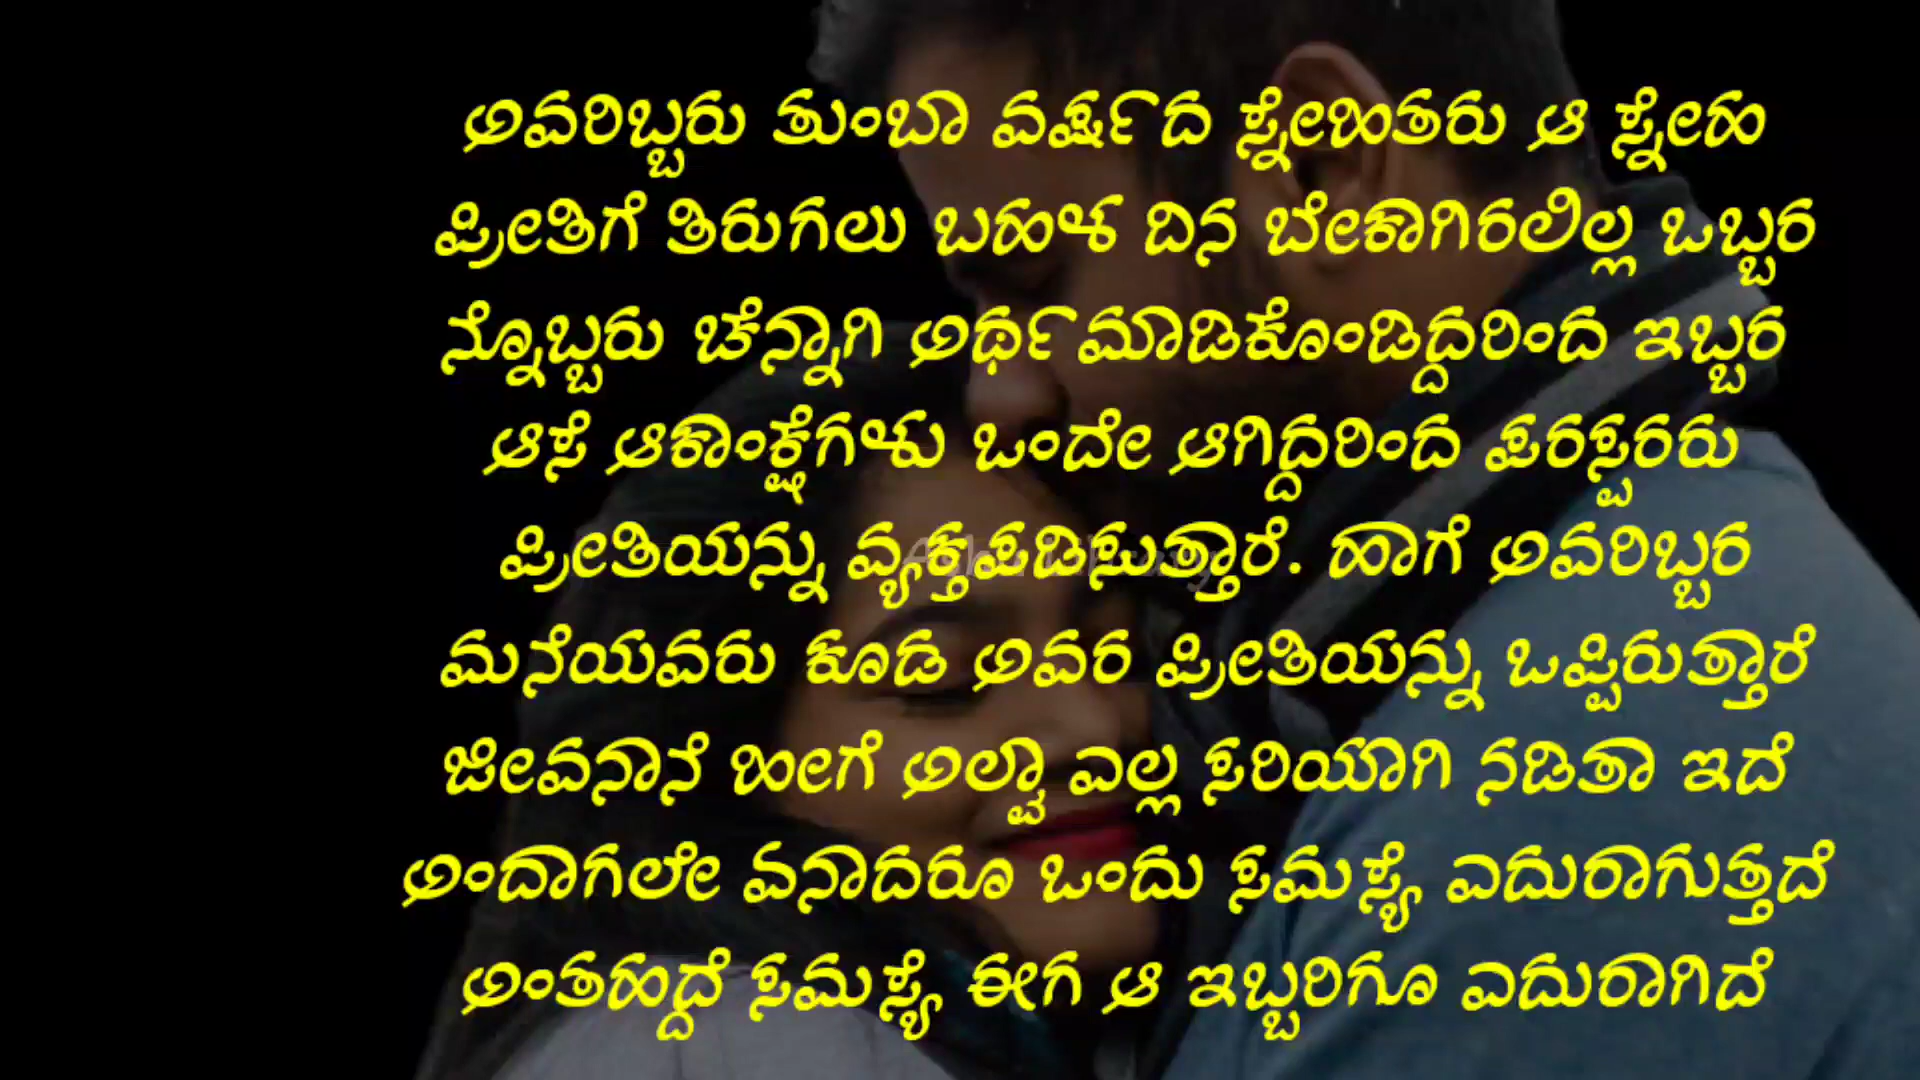 ಅವರಿಬ್ಬರು ತುಂಬಾ ವರ್ಷದ ಸ್ನೇಹಿತರು ಆ ಸ್ನೇಹ
ಪ್ರೀತಿಗೆ ತಿರುಗಲು ಬಹಳ ದಿನ ಬೇಕಾಗಿರಲಿಲ್ಲ ಒಬ್ಬರ
ನ್ನೊಬ್ಬರು ಚೆನ್ನಾಗಿ ಅರ್ಥಮಾಡಿಕೊಂಡಿದ್ದರಿಂದ ಇಬ್ಬರ
ಆಸೆ ಆಕಾಂಕ್ಷೆಗಳು ಒಂದೇ ಆಗಿದ್ದರಿಂದ ಪರಸ್ಪರರು
ಪ್ರೀತಿಯನ್ನು ವ್ಯಕ್ತಪಡಿಸುತ್ತಾರೆ. ಹಾಗೆ ಅವರಿಬ್ಬರ
ಮನೆಯವರು ಕೂಡ ಅವರ ಪ್ರೀತಿಯನ್ನು ಒಪ್ಪಿರುತ್ತಾರೆ
ಜೀವನಾನೆ ಹೀಗೆ ಅಲ್ವಾ ಎಲ್ಲ ಸರಿಯಾಗಿ ನಡಿತಾ ಇದೆ
ಅಂದಾಗಲೇ ಏನಾದರೂ ಒಂದು ಸಮಸ್ಯೆ ಎದುರಾಗುತ್ತದೆ
ಅಂತಹದ್ದೆ ಸಮಸ್ಯೆ ಈಗ ಆ ಇಬ್ಬರಿಗೂ ಎದುರಾಗಿದೆ